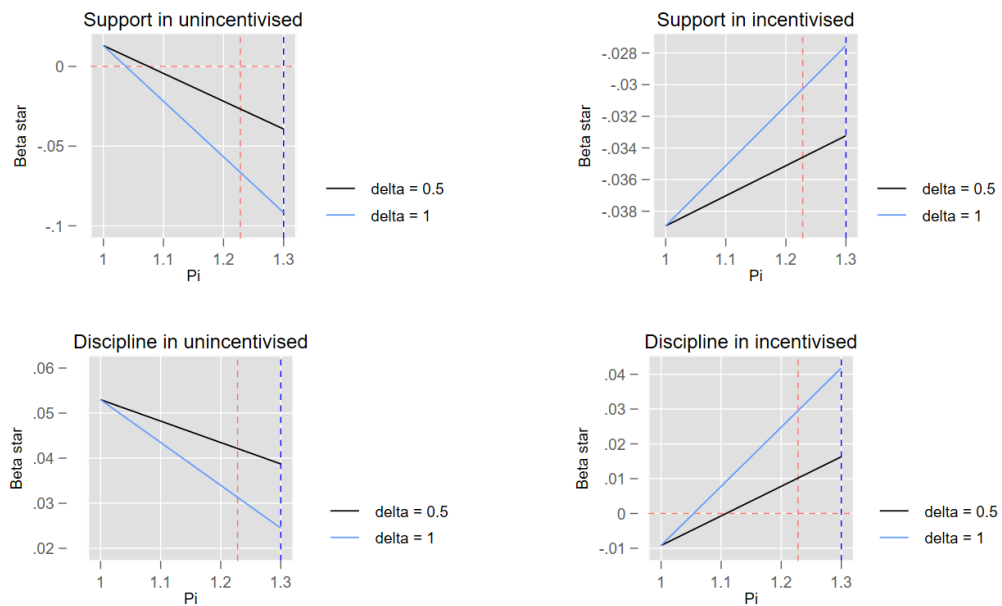 Support in unincentivised
0
-.05
-.1
Beta star
1
1.1
1.2
1.3
Pi
delta = 0.5
delta = 1
Support in incentivised
-.028
-.03
-.032
-.034
-.036
-.038
Beta star
1
1.1
1.2
1.3
Pi
delta = 0.5
delta = 1
Discipline in unincentivised
.06
.05
.04
.03
.02
Beta star
1
1.1
1.2
1.3
Pi
delta = 0.5
delta = 1
Discipline in incentivised
.04
.03
.02
.01
0
-.01
Beta star
1
1.1
1.2
1.3
Pi
delta = 0.5
delta = 1